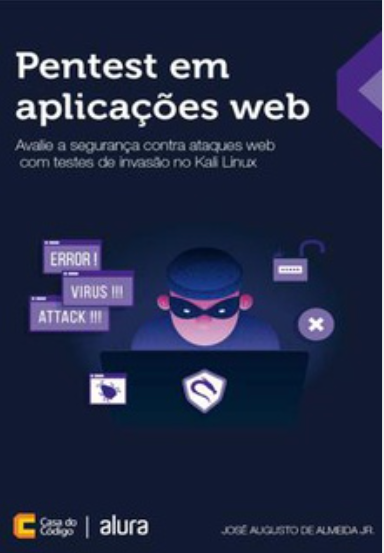 Pentest em
aplicações web
Avalie a segurança contra ataques web
com testes de invasão no Kali Linux
ERROR !
VIRUS !!!
ATTACK !!!
Casa do
Código
alura
JOSÉ AUGUSTO DE ALMEIDA JR.